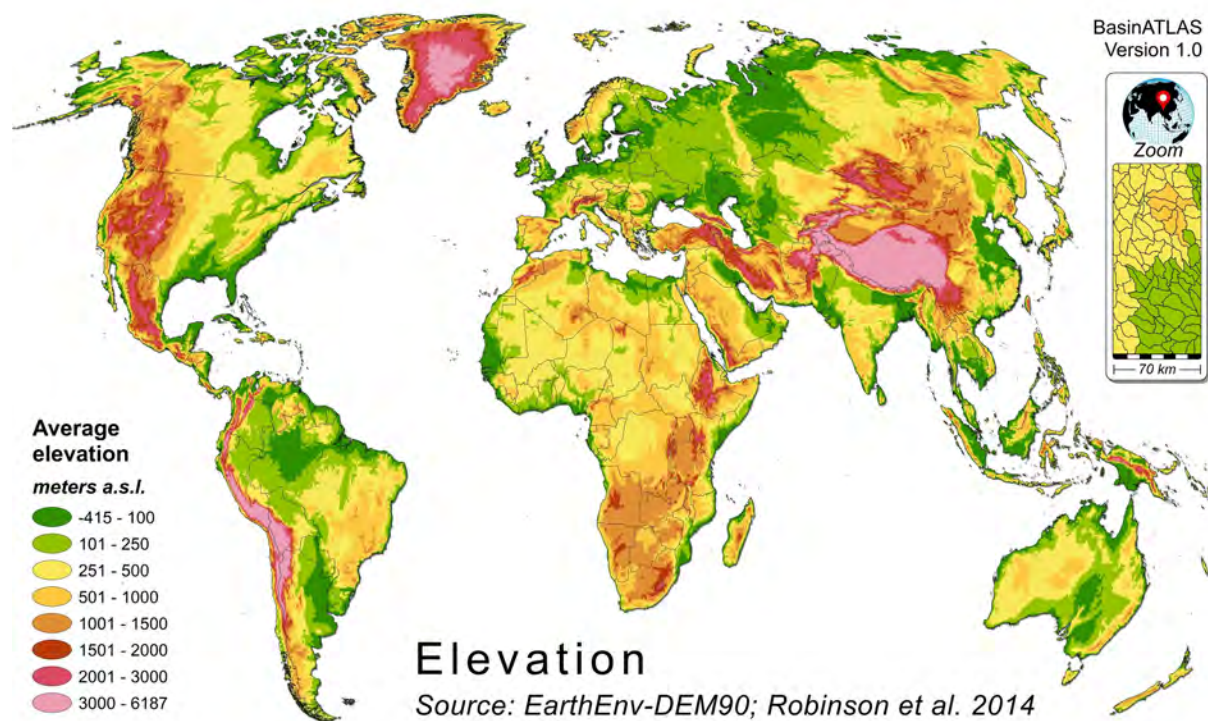 BasinATLAS
Version 1.0
Zoom
70 km
Average
elevation
meters a.s.l.
-415 - 100
101 - 250
251 - 500
501 - 1000
1001 - 1500
1501 - 2000
2001 - 3000
3000 - 6187
Elevation
Source: EarthEnv-DEM90; Robinson et al. 2014